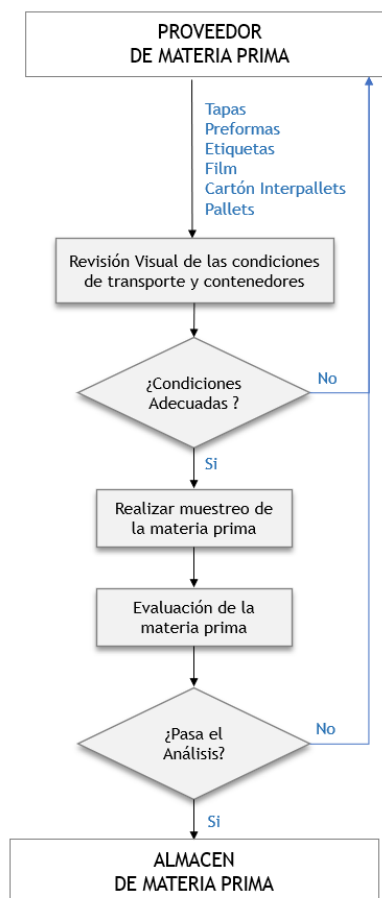 PROVEEDOR
DE MATERIA PRIMA
Tapas
Preformas
Etiquetas
Film
Cartón Interpallets
Pallets
Revisión Visual de las condiciones
de transporte y contenedores
¿Condiciones
Adecuadas ?
No
Si
Realizar muestreo de
la materia prima
Evaluación de la
materia prima
¿Pasa el
Análisis?
No
Si
ALMACEN
DE MATERIA PRIMA